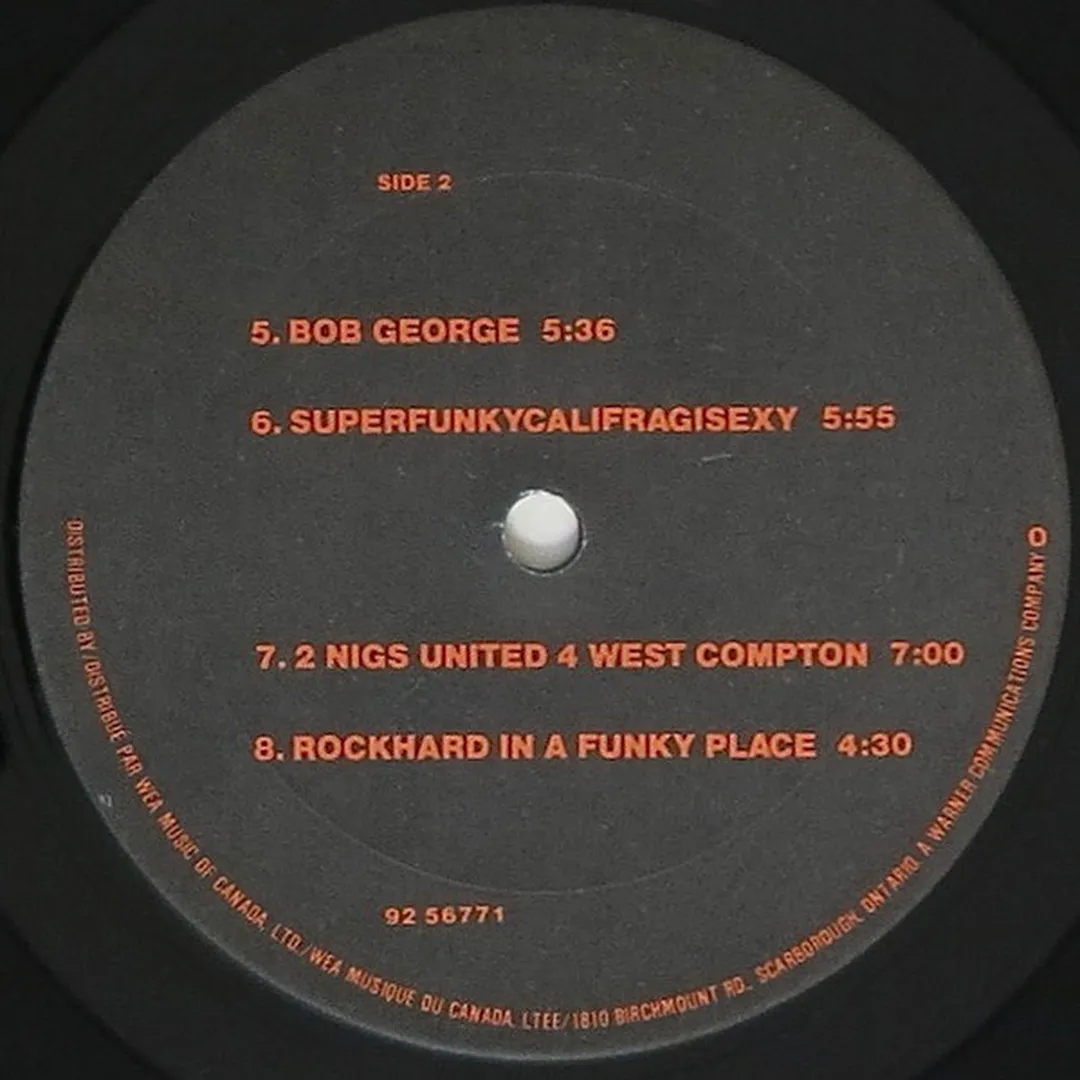 SIDE 2
5. BOB GEORGE 5:36
6. SUPERFUNKYCALIFRAGISEXY 5:55
7. 2 NIGS UNITED 4 WEST COMPTON 7:00
8. ROCKHARD IN A FUNKY PLACE 4:30
92 56771
DISTRIBUTED BY/DISTRIBUÉ PAR WEA MUSIC OF CANADA, LTD./WEA MUSIQUE DU CANADA, LTEE/1810 BIRCHMOUNT RD., SCARBOROUGH, ONTARIO. A WARNER COMMUNICATIONS COMPANY O